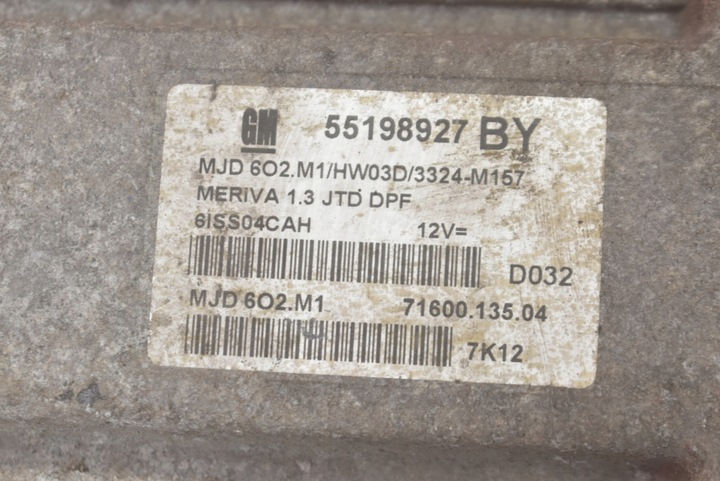 GM 55198927 BY
MJD 6O2.M1/HW03D/3324-M157
MERIVA 1.3 JTD DPF
6ISS04CAH 12V=
D032
MJD 6O2.M1 71600.135.04
7K12